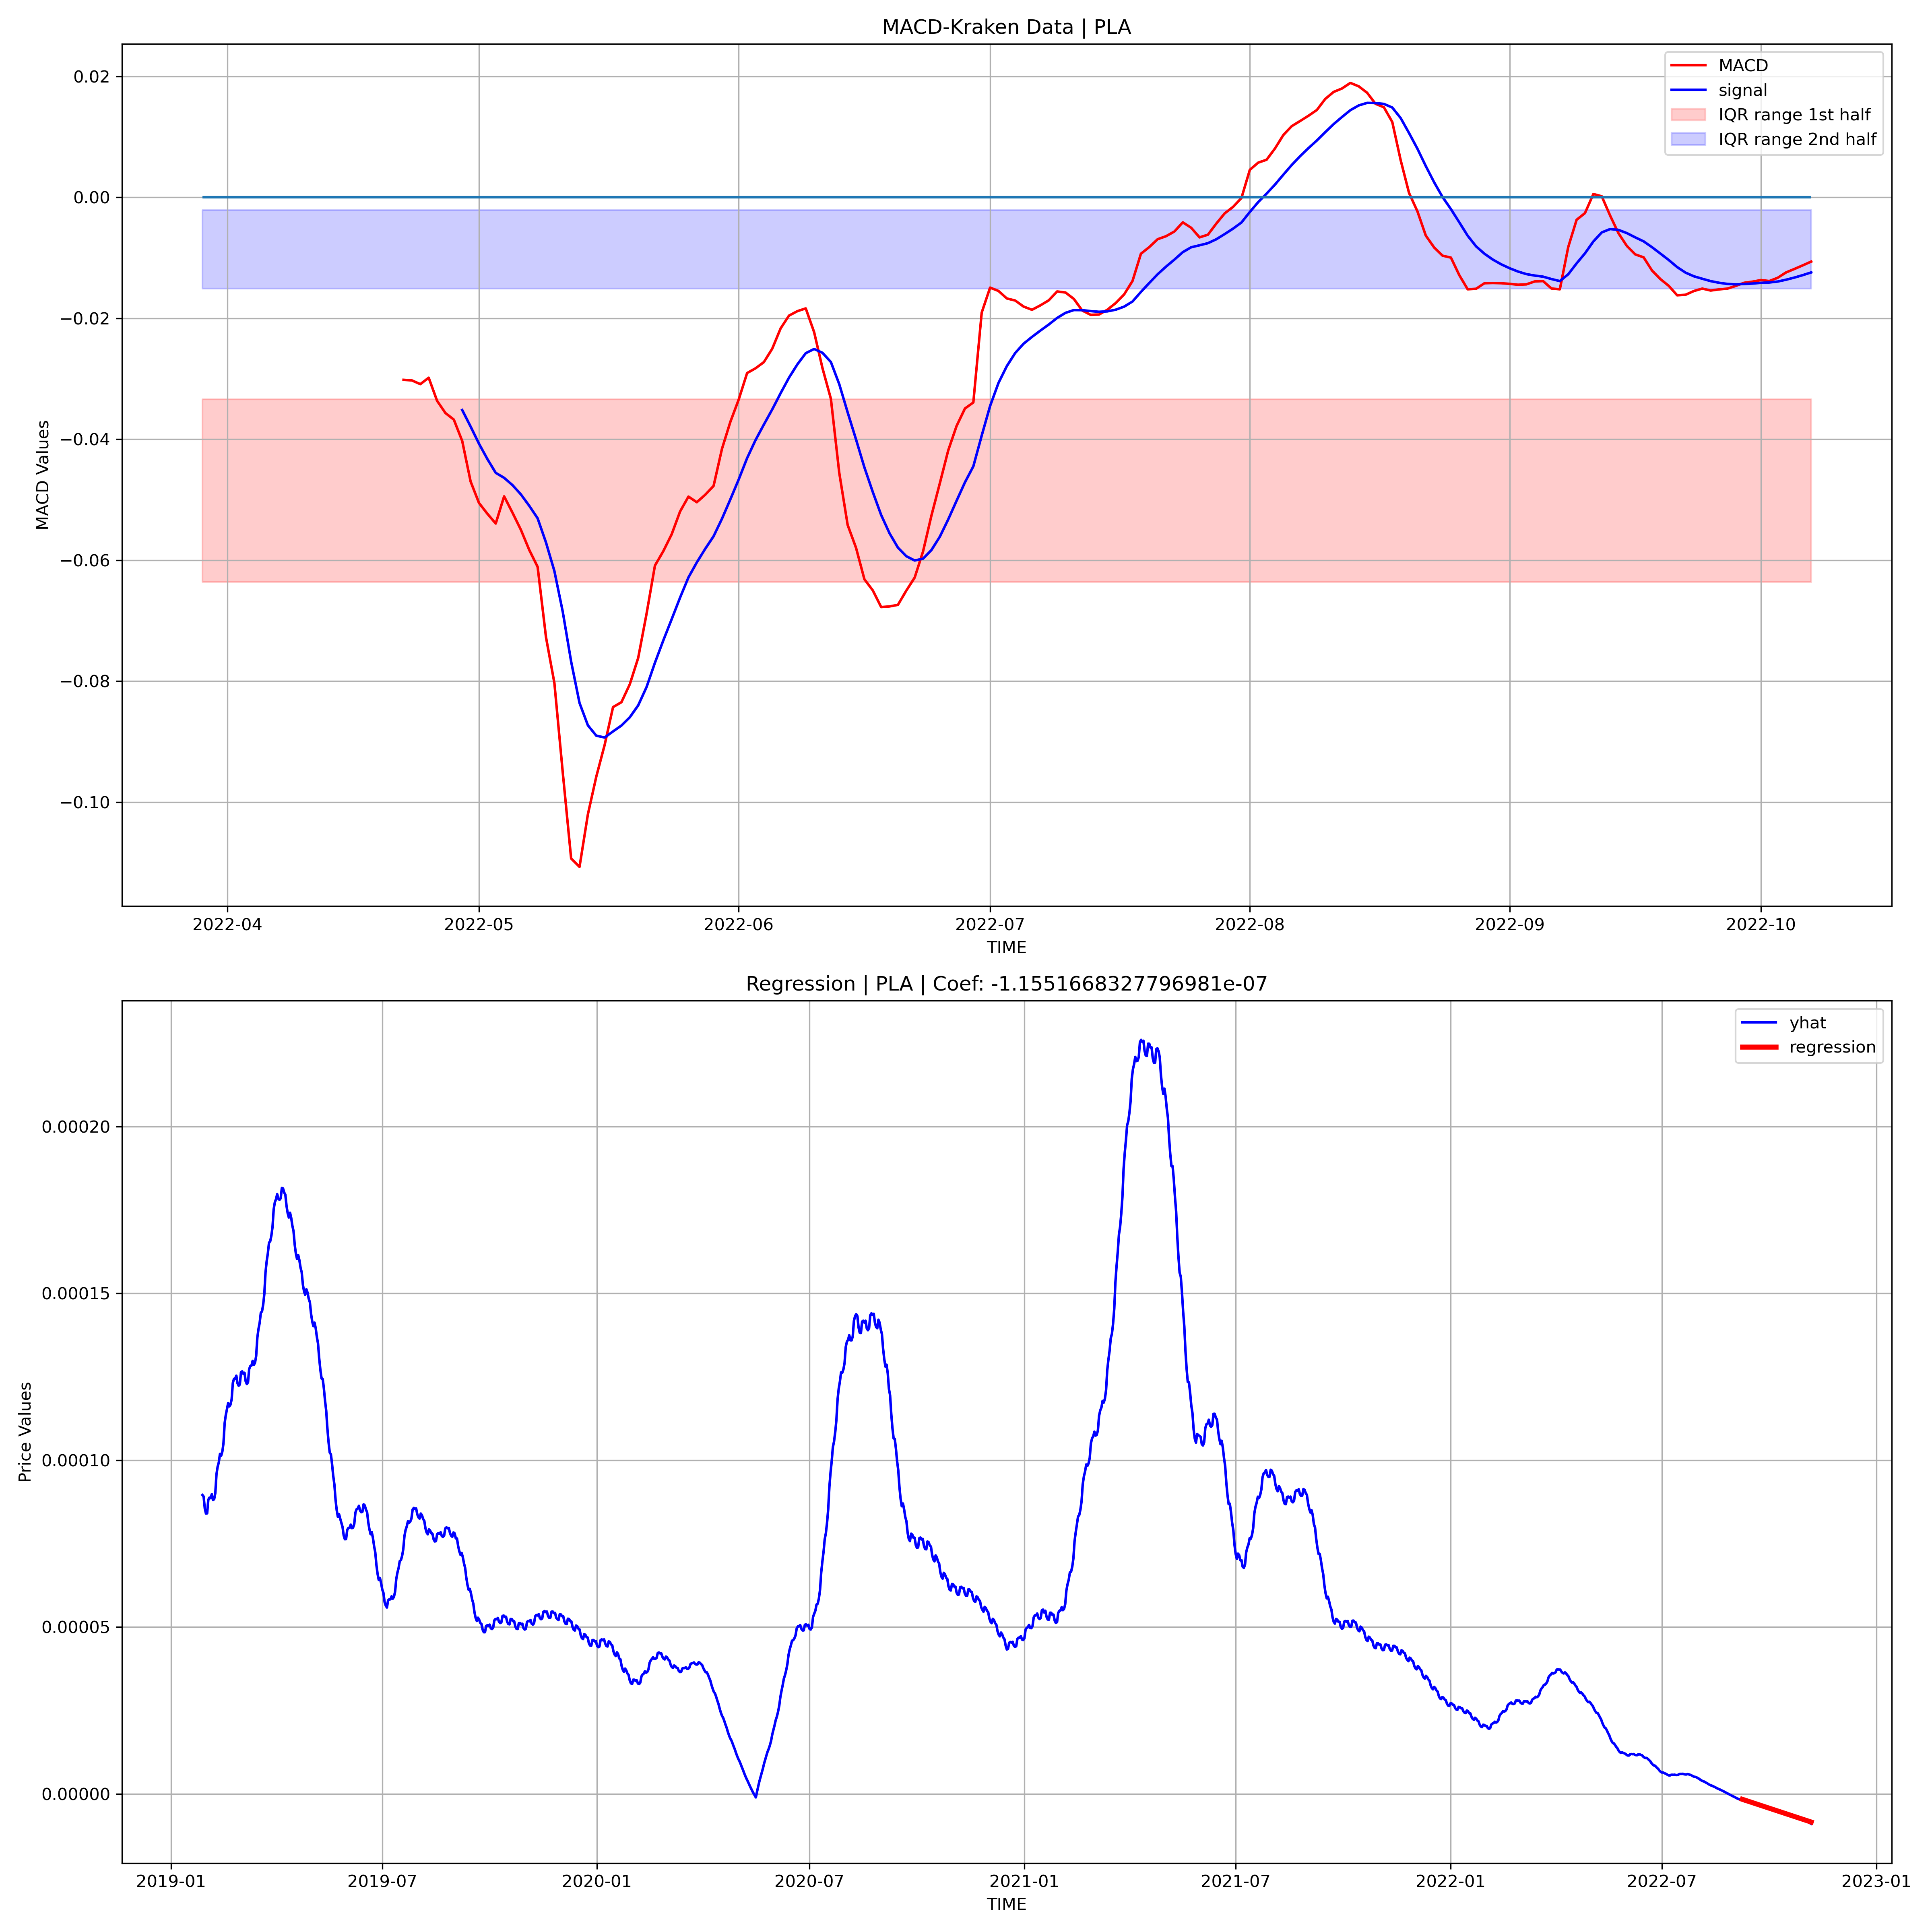 MACD-Kraken Data | PLA
MACD
signal
IQR range 1st half
IQR range 2nd half
0.02
0.00
−0.02
−0.04
−0.06
−0.08
−0.10
MACD Values
2022-04 2022-05 2022-06 2022-07 2022-08 2022-09 2022-10
TIME
Regression | PLA | Coef: -1.1551668327796981e-07
yhat
regression
0.00020
0.00015
0.00010
0.00005
0.00000
Price Values
2019-01 2019-07 2020-01 2020-07 2021-01 2021-07 2022-01 2022-07 2023-01
TIME